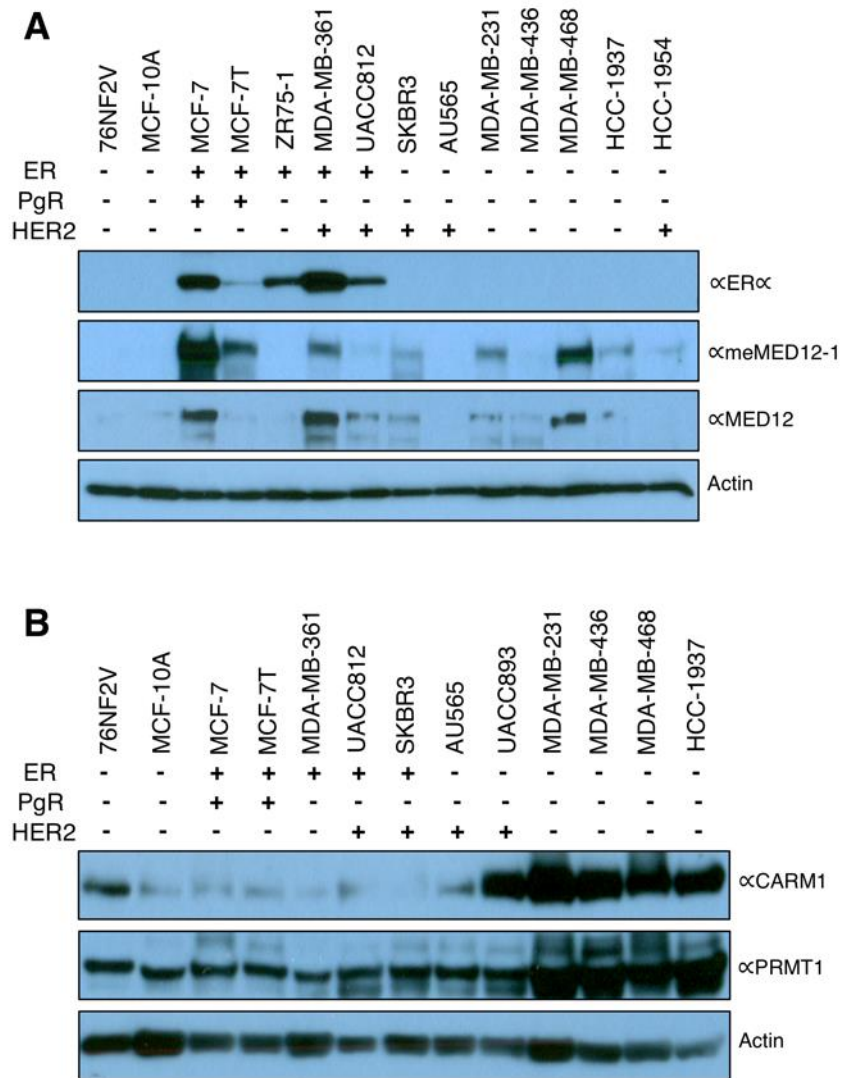 A
76NF2V MCF-10A MCF-7 MCF-7T ZR75-1 MDA-MB-361 UACC812 SKBR3 AU565 MDA-MB-231 MDA-MB-436 MDA-MB-468 HCC-1937 HCC-1954
ER - - + + + + + - - - - - - -
PgR - - + + - - - - - - - - - -
HER2 - - - - - + + + + - - - - +
∝ER∝
∝meMED12-1
∝MED12
Actin
B
76NF2V MCF-10A MCF-7 MCF-7T MDA-MB-361 UACC812 SKBR3 AU565 UACC893 MDA-MB-231 MDA-MB-436 MDA-MB-468 HCC-1937
ER - - + + + + + - - - - - -
PgR - - + + - - - - - - - - -
HER2 - - - - - + + + + - - - -
∝CARM1
∝PRMT1
Actin